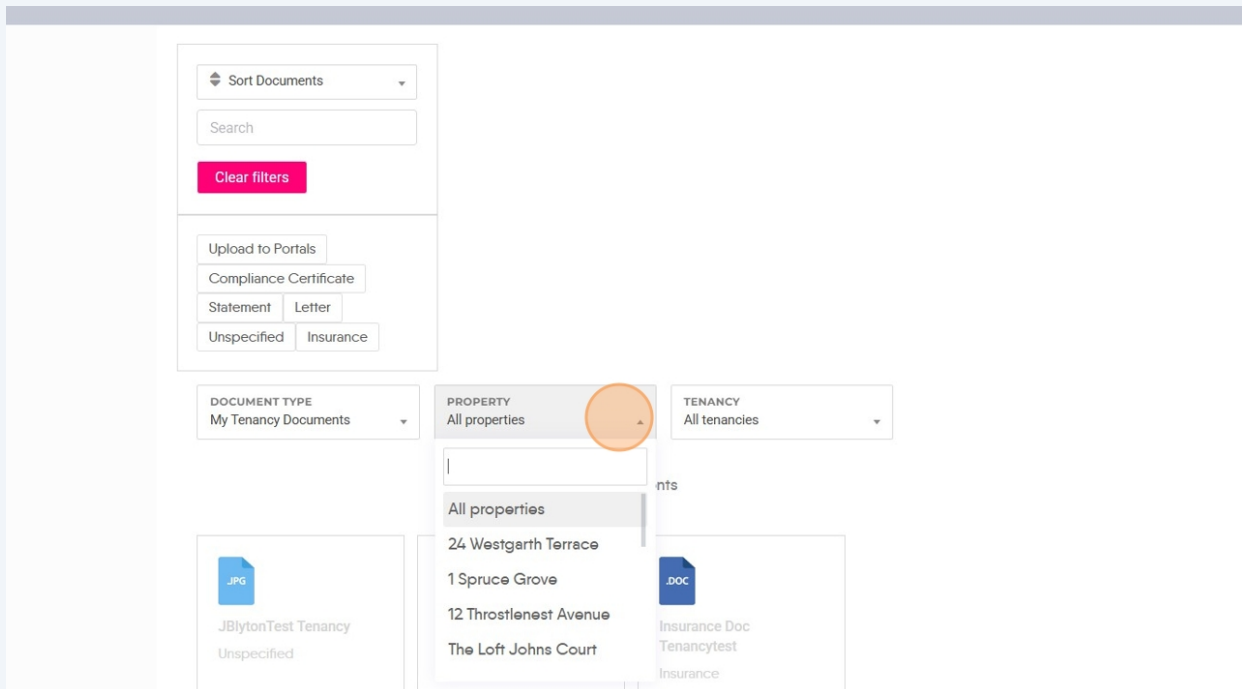 Sort Documents
Search
Clear filters
Upload to Portals
Compliance Certificate
Statement Letter
Unspecified Insurance
DOCUMENT TYPE
My Tenancy Documents
PROPERTY
All properties
TENANCY
All tenancies
nts
All properties
24 Westgarth Terrace
1 Spruce Grove
12 Throstlenest Avenue
The Loft Johns Court
.JPG
JBlytonTest Tenancy
Unspecified
.DOC
Insurance Doc
Tenancytest
Insurance